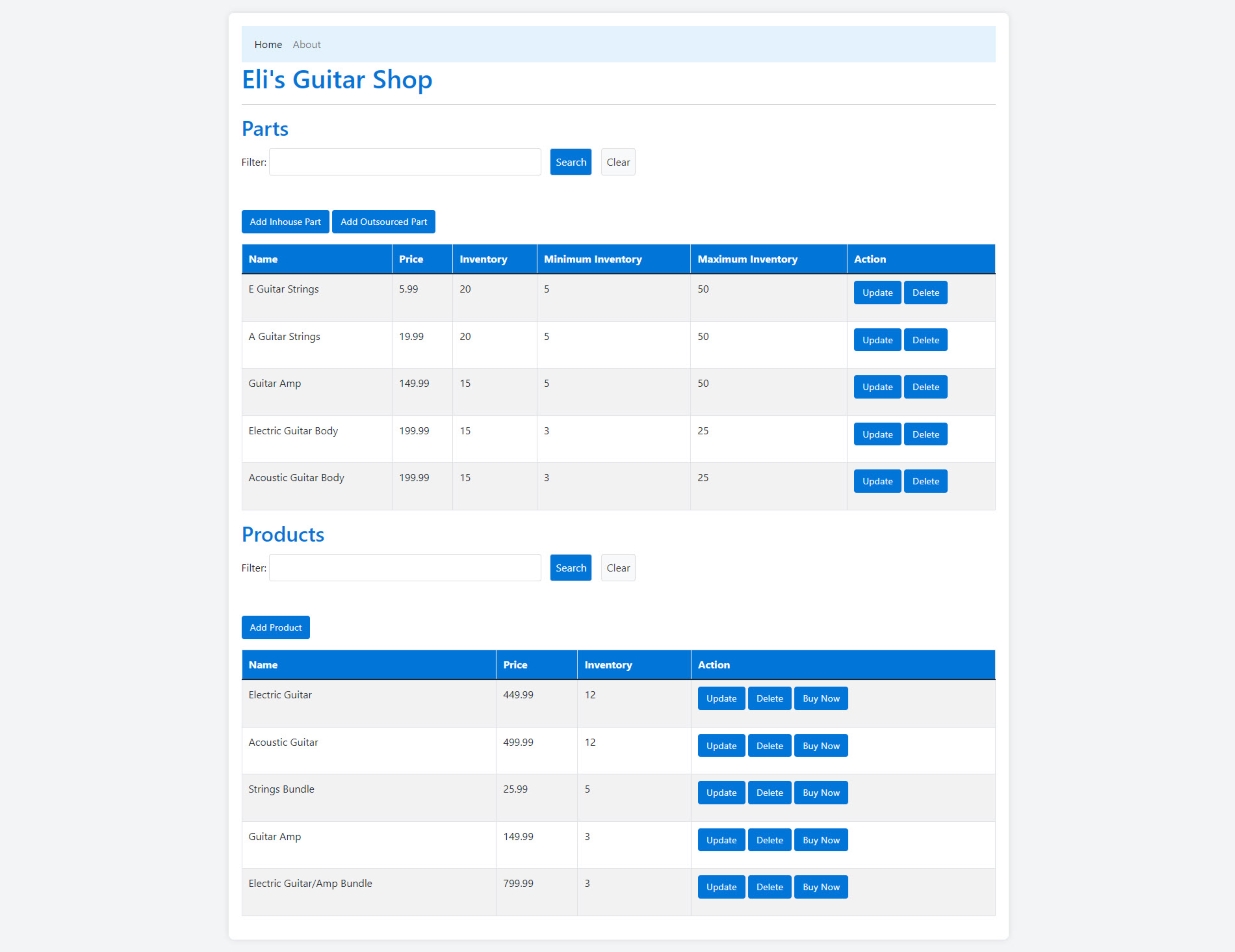 Home About
Eli's Guitar Shop
Parts
Filter: Search Clear
Add Inhouse Part Add Outsourced Part
Name Price Inventory Minimum Inventory Maximum Inventory Action
E Guitar Strings 5.99 20 5 50 Update Delete
A Guitar Strings 19.99 20 5 50 Update Delete
Guitar Amp 149.99 15 5 50 Update Delete
Electric Guitar Body 199.99 15 3 25 Update Delete
Acoustic Guitar Body 199.99 15 3 25 Update Delete
Products
Filter: Search Clear
Add Product
Name Price Inventory Action
Electric Guitar 449.99 12 Update Delete Buy Now
Acoustic Guitar 499.99 12 Update Delete Buy Now
Strings Bundle 25.99 5 Update Delete Buy Now
Guitar Amp 149.99 3 Update Delete Buy Now
Electric Guitar/Amp Bundle 799.99 3 Update Delete Buy Now